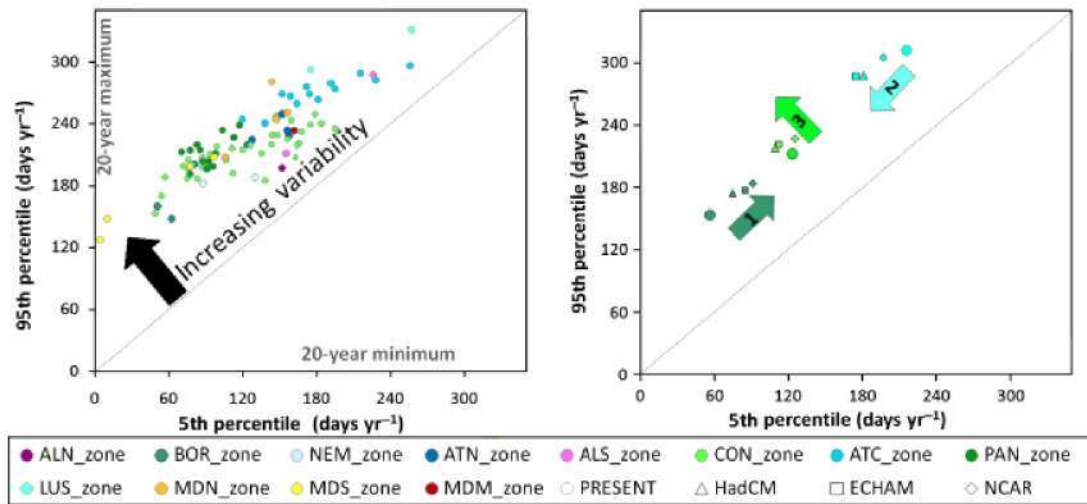 300
240
180
120
60
0
95th percentile (days yr⁻¹)
20-year maximum
Increasing variability
20-year minimum
0 60 120 180 240 300
5th percentile (days yr⁻¹)
300
240
180
120
60
0
95th percentile (days yr⁻¹)
1
2
3
0 60 120 180 240 300
5th percentile (days yr⁻¹)
ALN_zone BOR_zone NEM_zone ATN_zone ALS_zone CON_zone ATC_zone PAN_zone
LUS_zone MDN_zone MDS_zone MDM_zone PRESENT HadCM ECHAM NCAR